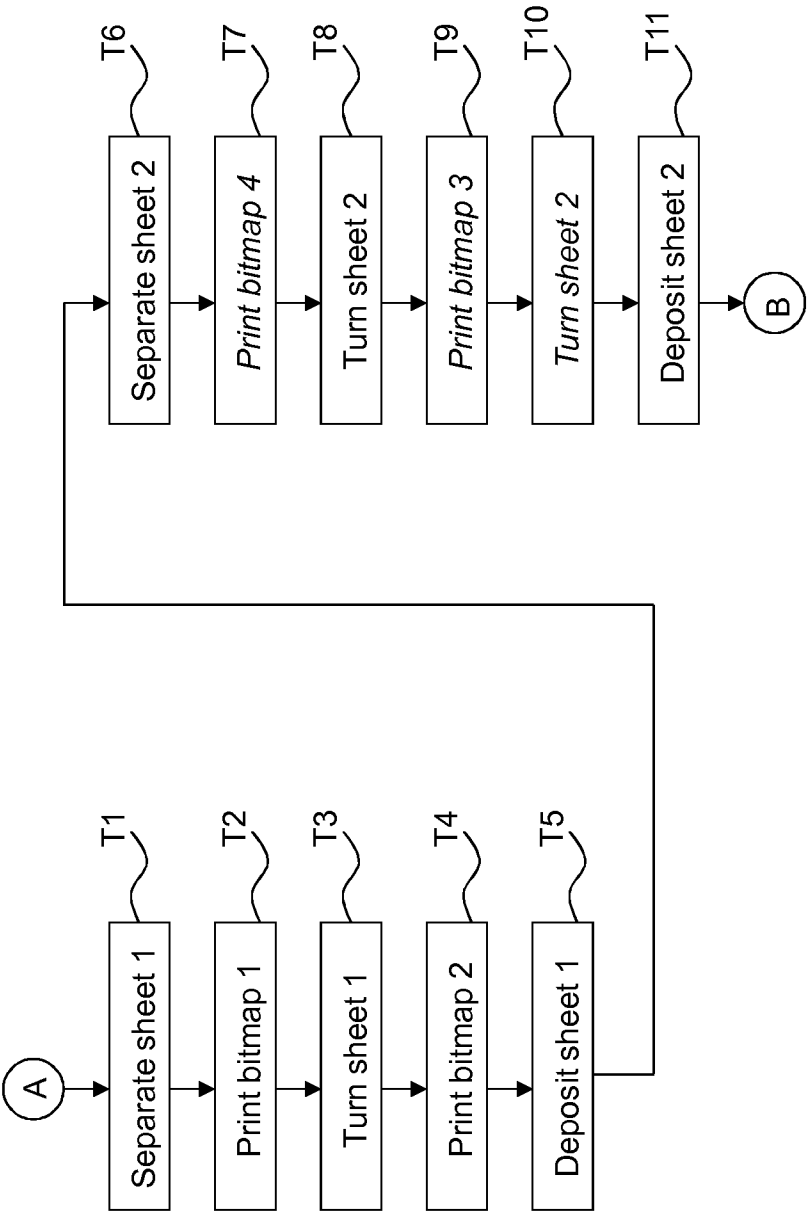 A
Separate sheet 1
T1
Print bitmap 1
T2
Turn sheet 1
T3
Print bitmap 2
T4
Deposit sheet 1
T5
Separate sheet 2
T6
Print bitmap 4
T7
Turn sheet 2
T8
Print bitmap 3
T9
Turn sheet 2
T10
Deposit sheet 2
T11
B